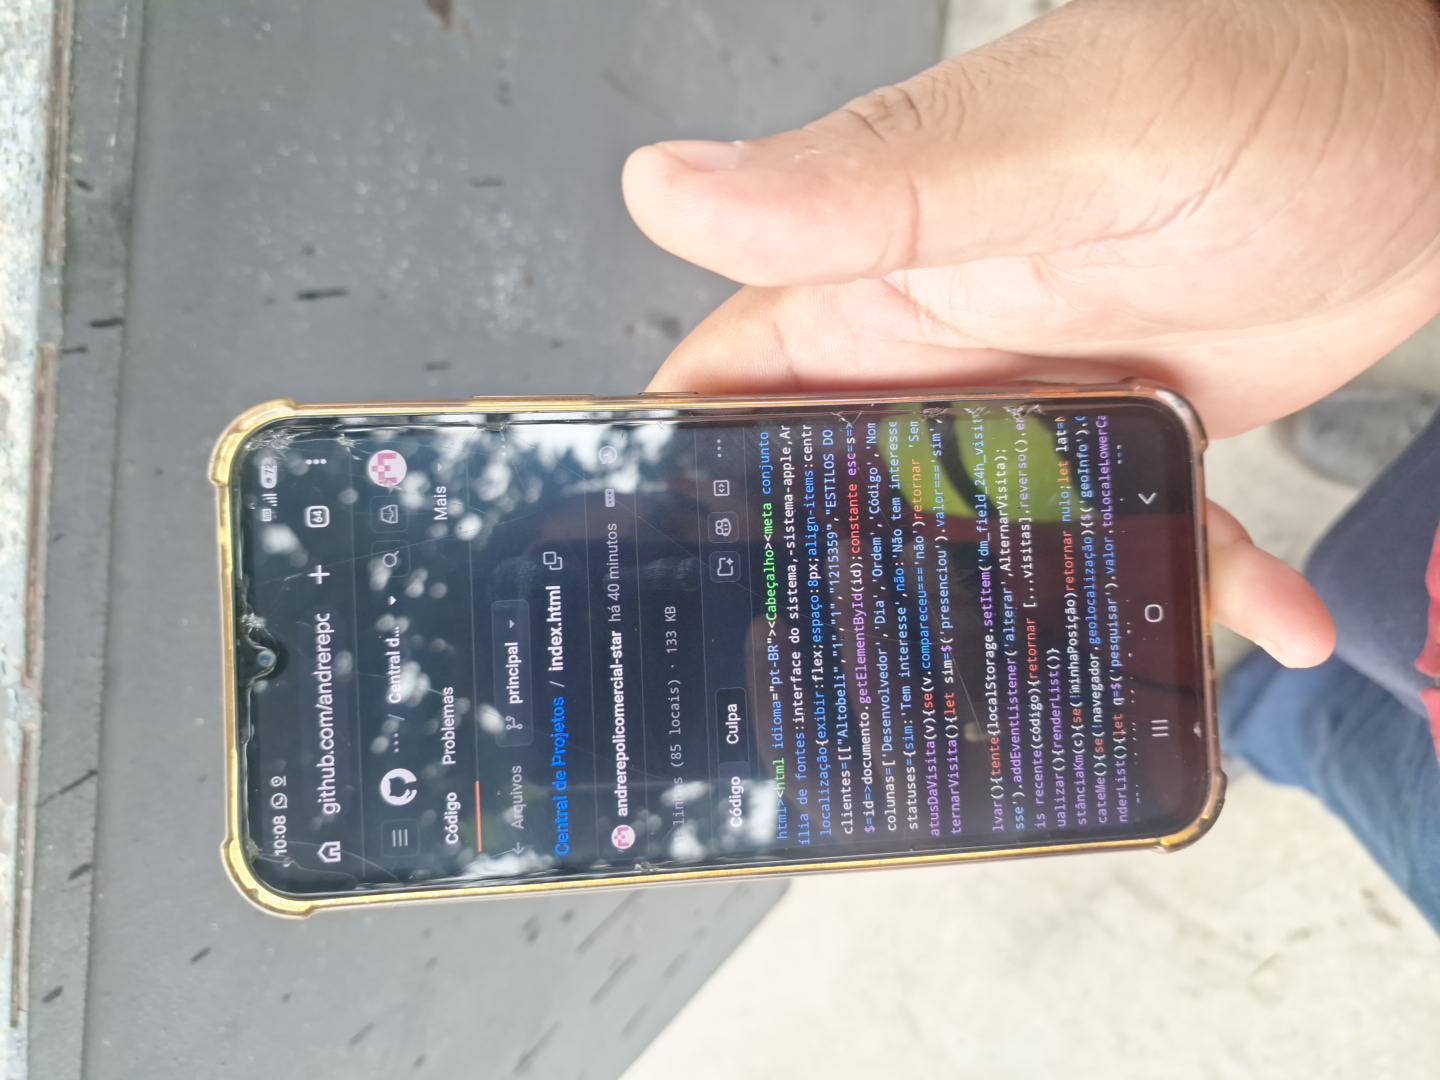 10:08
72
github.com/andrerepo
64
... / Central d...
Código Problemas Mais
Arquivos principal
Central de Projetos / index.html
andrerepolicomercial-star há 40 minutos
linhas (85 locais) · 133 KB
Código Culpa
html><html idioma="pt-BR"><Cabeçalho><meta conjunto
ília de fontes:interface do sistema,-sistema-apple,Ar
localização{exibir:flex;espaço:8px;align-items:centr
clientes=[["Altobeli","1","1","1215359","ESTILOS DO
$=id=>documento.getElementById(id);constante esc=s=>
colunas=['Desenvolvedor','Dia','Ordem','Código','Nom
statuses={sim:'Tem interesse',não:'Não tem interesse
atusDaVisita(v){se(v.compareceu==='não')retornar 'Sem
ternarVisita(){let sim=$('presenciou').valor==='sim',
lvar(){tente{localStorage.setItem('dm_field_24h_visit
sse').addEventListener('alterar',AlternarVisita);
is recente(código){retornar [...visitas].reverso().en
ualizar(){renderList()}
stânciaKm(c){se(!minhaPosição)retornar nulo;let lat=
cateMe(){se(!navegador.geolocalização){$('geoInfo').
nderList(){let q=$('pesquisar').valor.toLocaleLowerCa